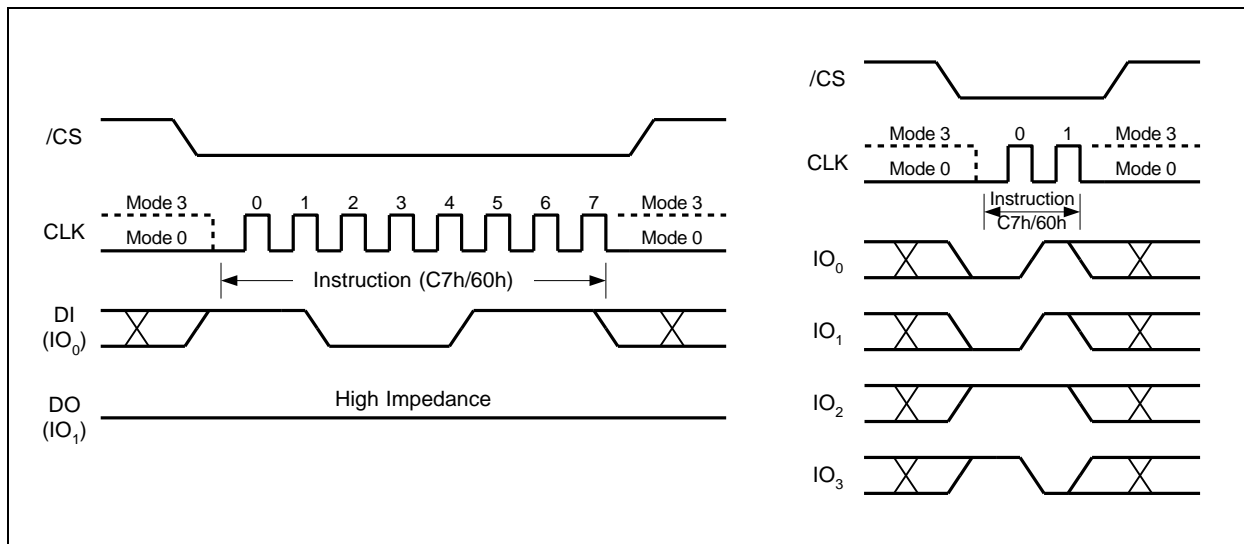 /CS
Mode 3
0 1 2 3 4 5 6 7
Mode 3
CLK
Mode 0
Mode 0
Instruction (C7h/60h)
DI
(IO0)
High Impedance
DO
(IO1)
/CS
Mode 3
0 1
Mode 3
CLK
Mode 0
Mode 0
Instruction
C7h/60h
IO0
IO1
IO2
IO3